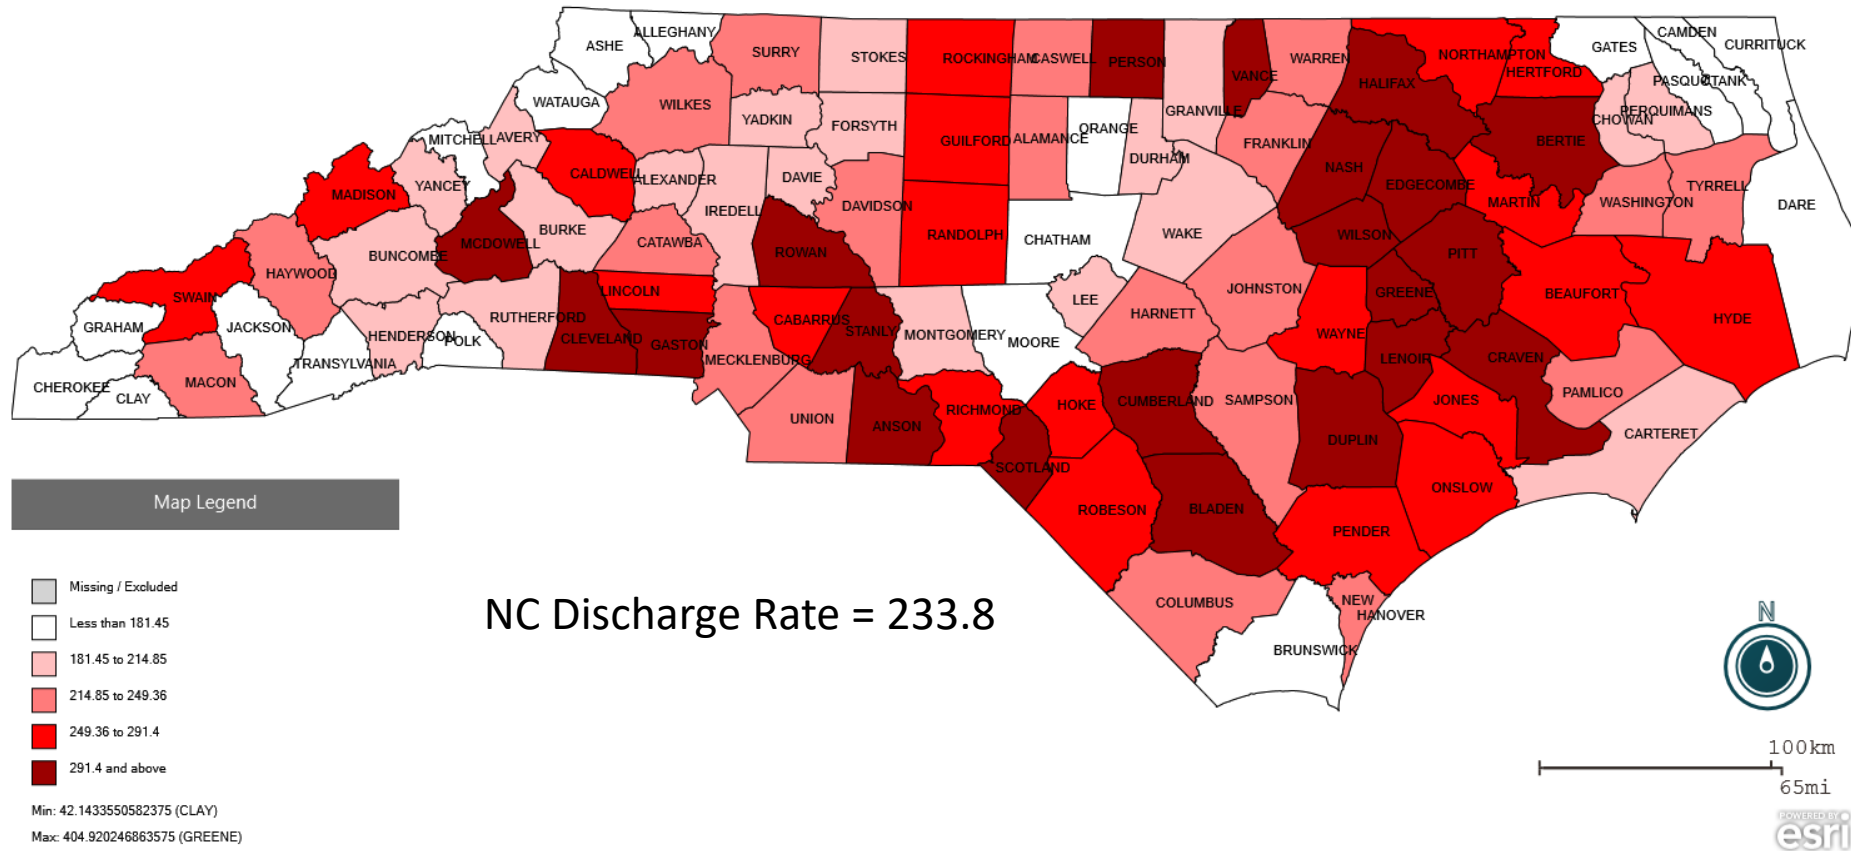 ALLEGHANY
ASHE
SURRY
STOKES
ROCKINGHAM
CASWELL
PERSON
VANCE
WARREN
NORTHAMPTON
HERTFORD
GATES
CAMDEN
CURRITUCK
PASQUOTANK
PERQUIMANS
CHOWAN
HALIFAX
WATAUGA
WILKES
YADKIN
FORSYTH
GUILFORD
ALAMANCE
ORANGE
DURHAM
GRANVILLE
FRANKLIN
NASH
EDGECOMBE
BERTIE
MARTIN
WASHINGTON
TYRRELL
DARE
MITCHELL
AVERY
CALDWELL
ALEXANDER
DAVIE
IREDELL
DAVIDSON
RANDOLPH
CHATHAM
WAKE
WILSON
PITT
MADISON
YANCEY
BUNCOMBE
MCDOWELL
BURKE
CATAWBA
ROWAN
HAYWOOD
SWAIN
LINCOLN
LEE
HARNETT
JOHNSTON
GREENE
BEAUFORT
HYDE
GRAHAM
JACKSON
HENDERSON
POLK
RUTHERFORD
CLEVELAND
GASTON
CABARRUS
STANLY
MONTGOMERY
MOORE
WAYNE
LENOIR
CRAVEN
CHEROKEE
CLAY
MACON
TRANSYLVANIA
MECKLENBURG
UNION
ANSON
RICHMOND
SCOTLAND
HOKE
CUMBERLAND
SAMPSON
DUPLIN
JONES
PAMLICO
CARTERET
ROBESON
BLADEN
PENDER
ONSLOW
COLUMBUS
BRUNSWICK
NEW
HANOVER
Map Legend
Missing / Excluded
Less than 181.45
181.45 to 214.85
214.85 to 249.36
249.36 to 291.4
291.4 and above
Min: 42.1433550582375 (CLAY)
Max: 404.920246863575 (GREENE)
NC Discharge Rate = 233.8
N
100km
65mi
POWERED BY
esri